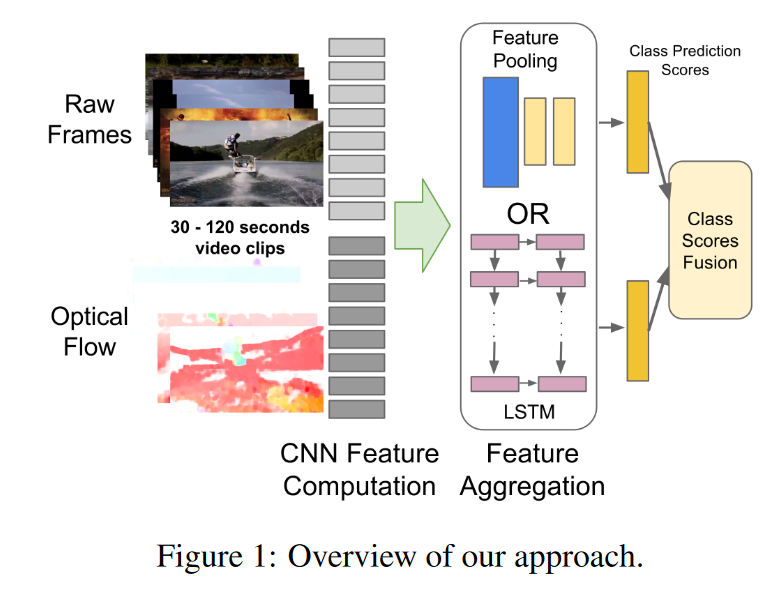 Raw
Frames
30 - 120 seconds
video clips
Optical
Flow
CNN Feature
Computation
Feature
Pooling
OR
LSTM
Feature
Aggregation
Class Prediction
Scores
Class
Scores
Fusion
Figure 1: Overview of our approach.